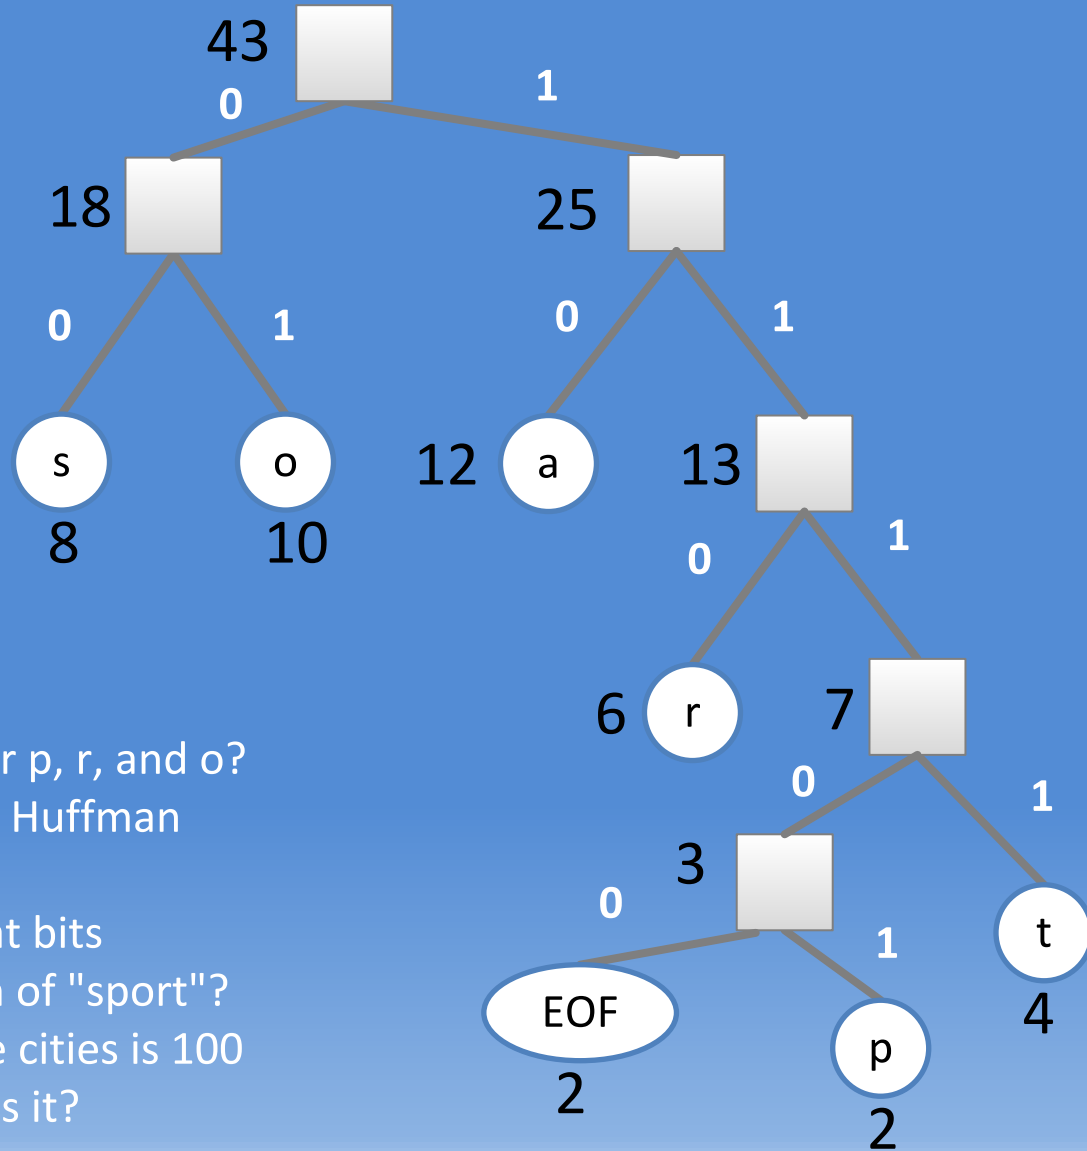 43
0
1
18
25
0
1
0
1
s
o
12
a
13
8
10
0
1
6
r
7
r p, r, and o?
0
1
Huffman
3
0
1
t
at bits
n of "sport"?
EOF
4
e cities is 100
p
2
s it?
2